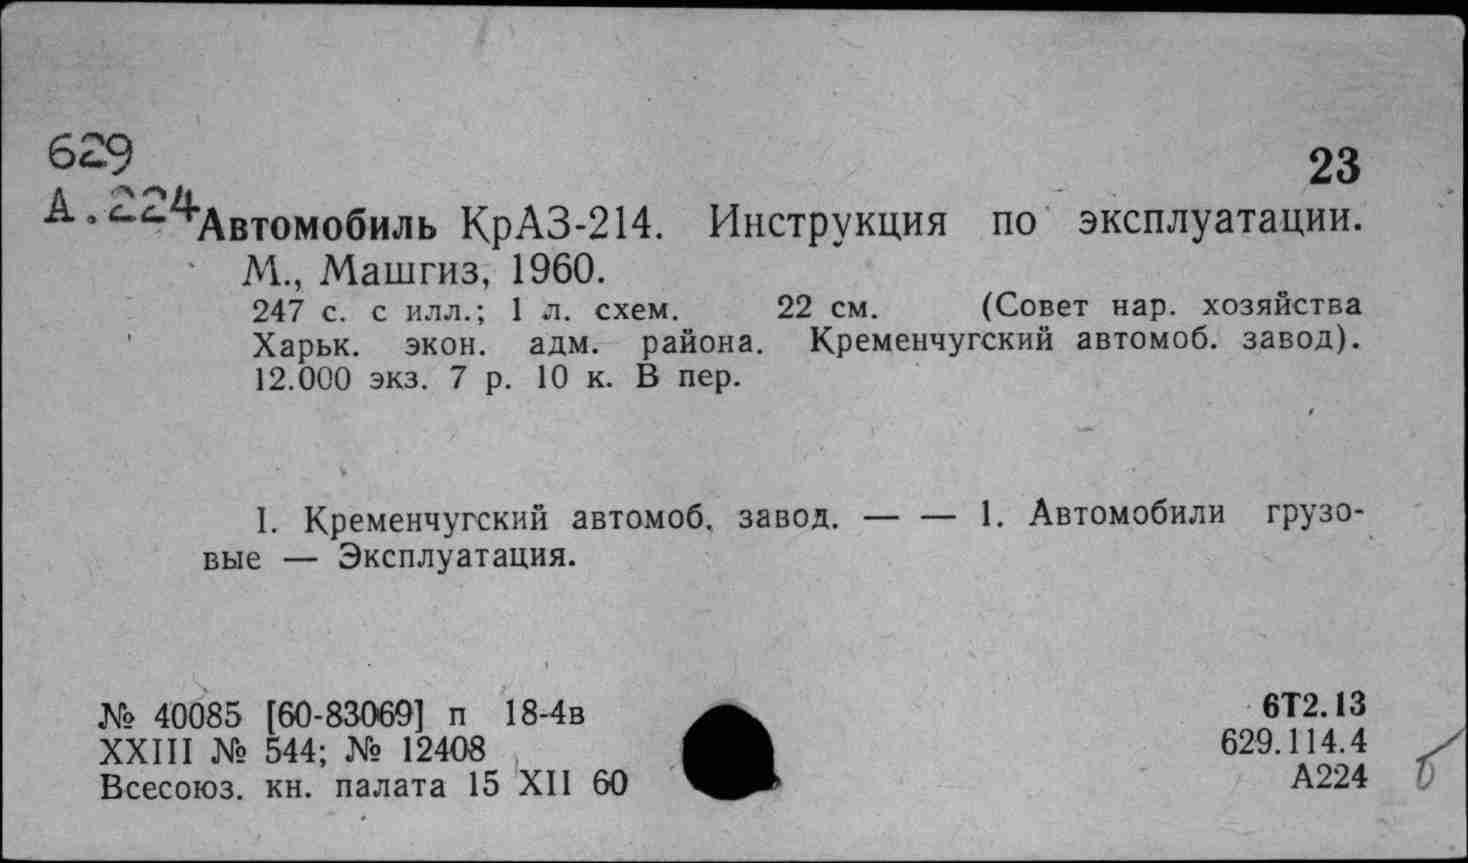 629
23
А.224
Автомобиль КрАЗ-214. Инструкция по эксплуатации.
М., Машгиз, 1960.
247 с. с илл.; 1 л. схем. 22 см. (Совет нар. хозяйства
Харьк. экон. адм. района. Кременчугский автомоб. завод).
12.000 экз. 7 р. 10 к. В пер.
I. Кременчугский автомоб. завод. — — 1. Автомобили грузо-
вые — Эксплуатация.
№ 40085 [60-83069] п 18-4в
XXIII № 544; № 12408
Всесоюз. кн. палата 15 XII 60
6Т2.13
629.114.4
А224